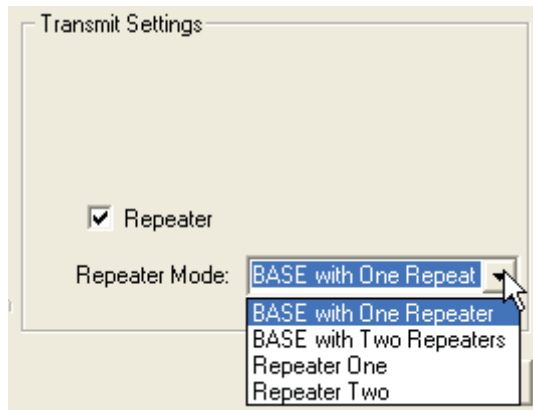 Transmit Settings
Repeater
Repeater Mode: BASE with One Repeat
BASE with One Repeater
BASE with Two Repeaters
Repeater One
Repeater Two